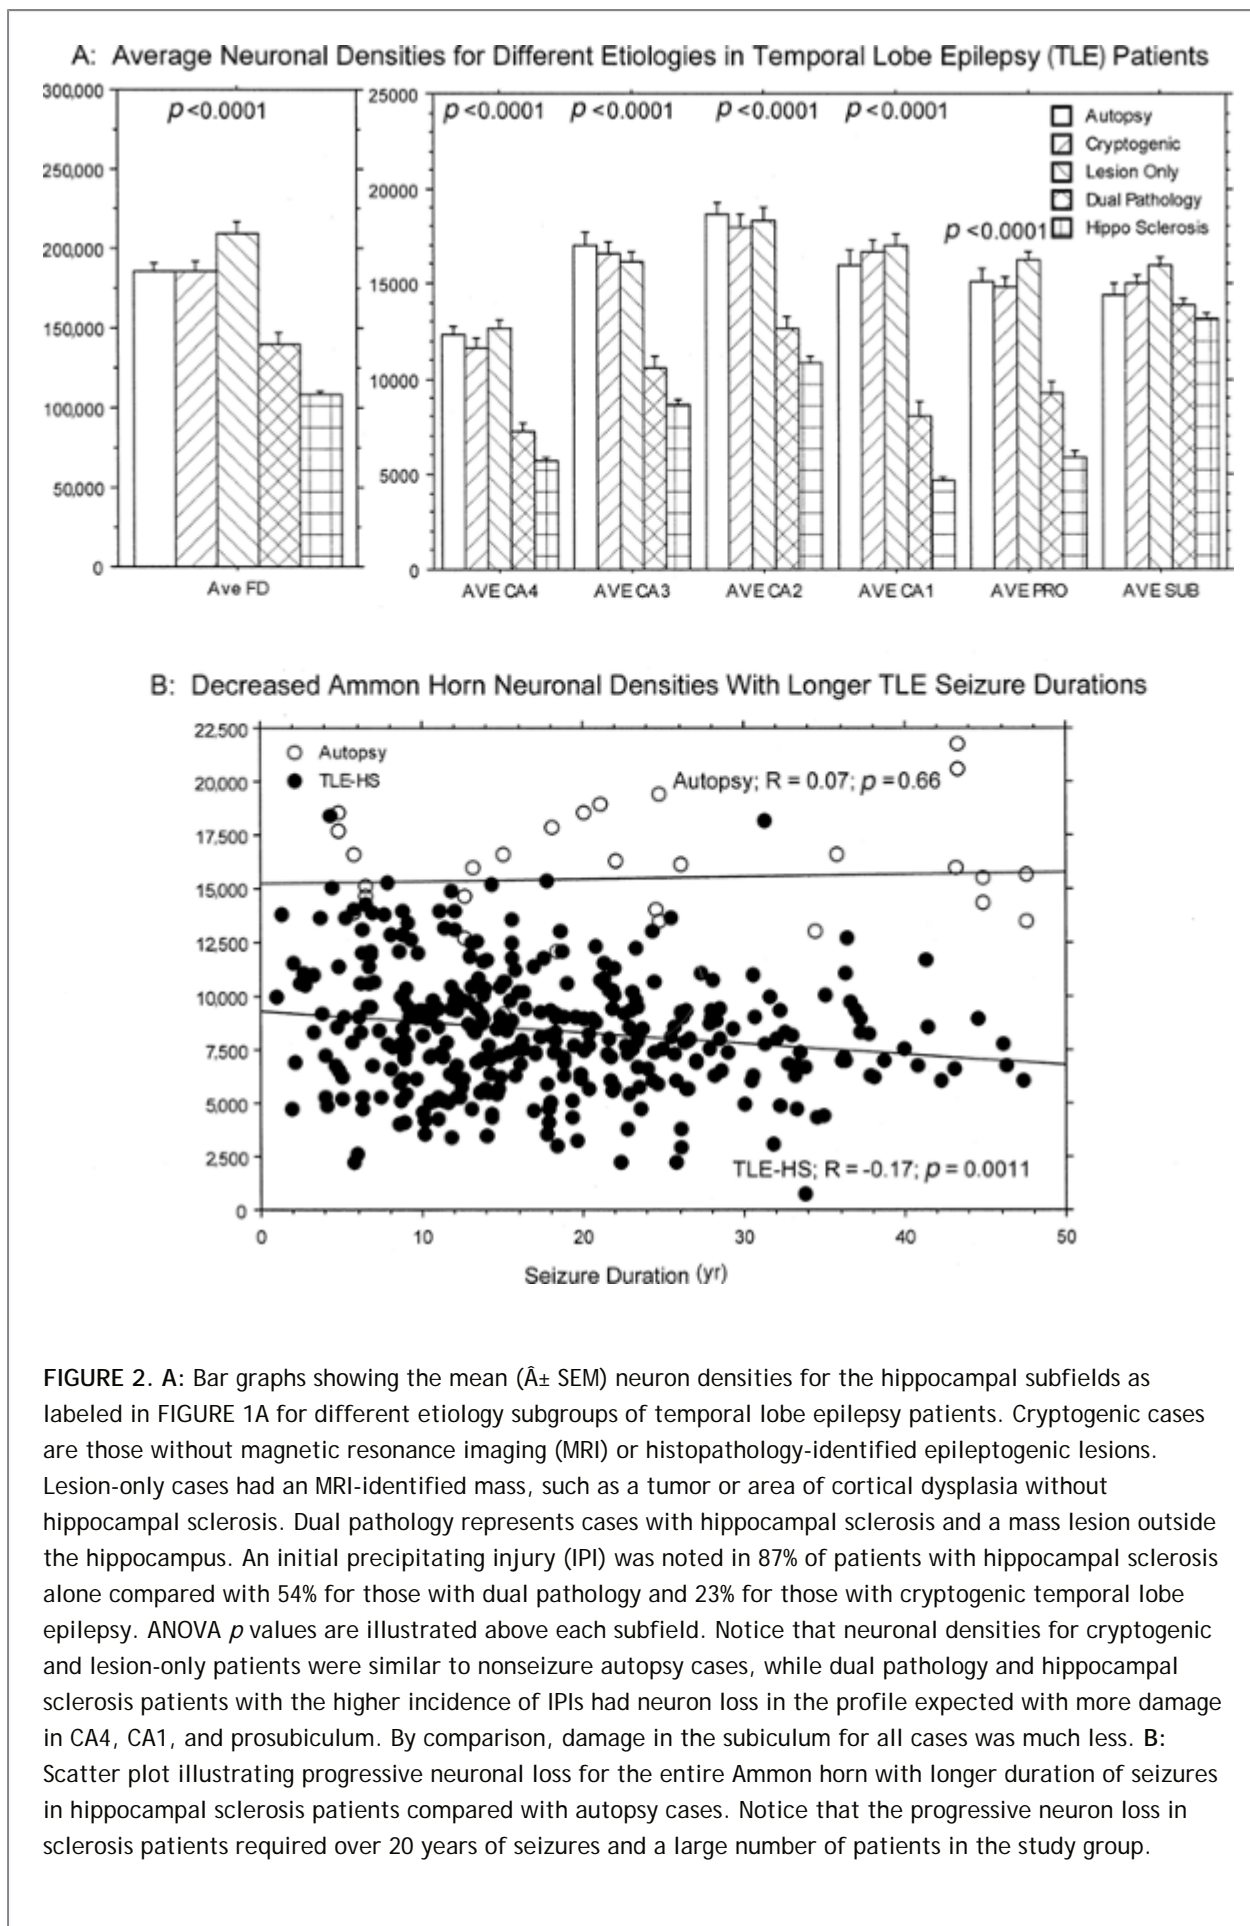 A: Average Neuronal Densities for Different Etiologies in Temporal Lobe Epilepsy (TLE) Patients
300,000
250,000
200,000
150,000
100,000
50,000
0
p <0.0001
Ave FD
25000
20000
15000
10000
5000
0
p <0.0001
p <0.0001
p <0.0001
p <0.0001
p <0.0001
Autopsy
Cryptogenic
Lesion Only
Dual Pathology
Hippo Sclerosis
AVE CA4
AVE CA3
AVE CA2
AVE CA1
AVE PRO
AVE SUB
B: Decreased Ammon Horn Neuronal Densities With Longer TLE Seizure Durations
22,500
20,000
17,500
15,000
12,500
10,000
7,500
5,000
2,500
0
Autopsy
TLE-HS
Autopsy; R = 0.07; p =0.66
TLE-HS; R = -0.17; p = 0.0011
0
10
20
30
40
50
Seizure Duration (yr)
FIGURE 2. A: Bar graphs showing the mean (Â± SEM) neuron densities for the hippocampal subfields as
labeled in FIGURE 1A for different etiology subgroups of temporal lobe epilepsy patients. Cryptogenic cases
are those without magnetic resonance imaging (MRI) or histopathology-identified epileptogenic lesions.
Lesion-only cases had an MRI-identified mass, such as a tumor or area of cortical dysplasia without
hippocampal sclerosis. Dual pathology represents cases with hippocampal sclerosis and a mass lesion outside
the hippocampus. An initial precipitating injury (IPI) was noted in 87% of patients with hippocampal sclerosis
alone compared with 54% for those with dual pathology and 23% for those with cryptogenic temporal lobe
epilepsy. ANOVA p values are illustrated above each subfield. Notice that neuronal densities for cryptogenic
and lesion-only patients were similar to nonseizure autopsy cases, while dual pathology and hippocampal
sclerosis patients with the higher incidence of IPIs had neuron loss in the profile expected with more damage
in CA4, CA1, and prosubiculum. By comparison, damage in the subiculum for all cases was much less. B:
Scatter plot illustrating progressive neuronal loss for the entire Ammon horn with longer duration of seizures
in hippocampal sclerosis patients compared with autopsy cases. Notice that the progressive neuron loss in
sclerosis patients required over 20 years of seizures and a large number of patients in the study group.